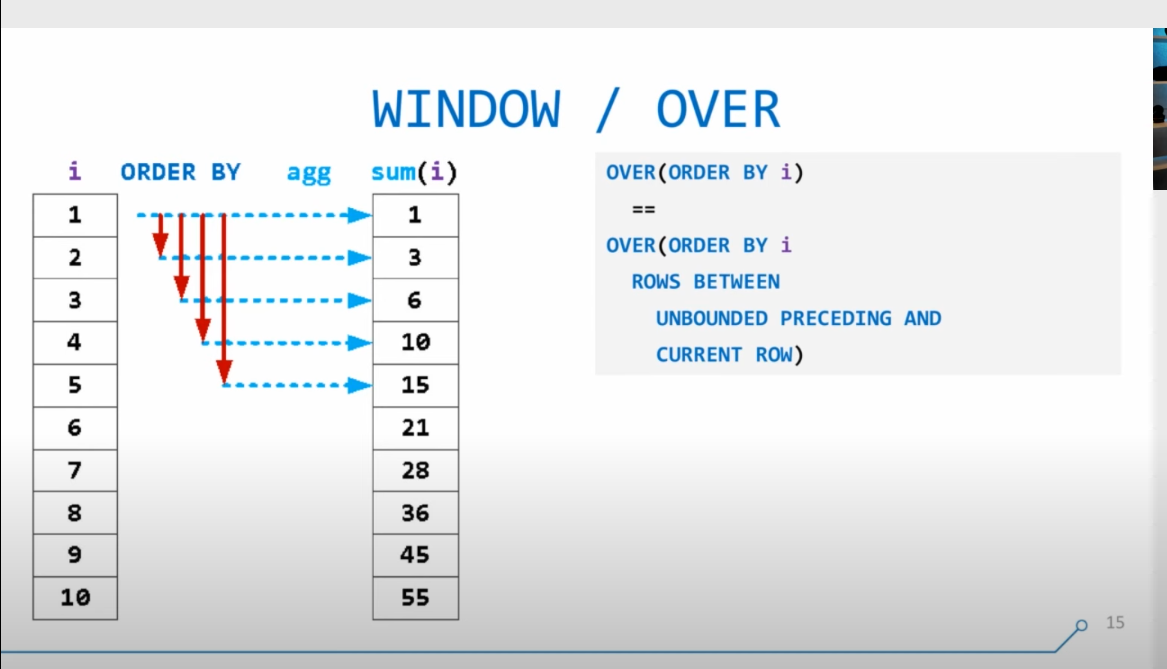 WINDOW / OVER
i ORDER BY agg sum(i)
1 1
2 3
3 6
4 10
5 15
6 21
7 28
8 36
9 45
10 55
OVER(ORDER BY i)
==
OVER(ORDER BY i
ROWS BETWEEN
UNBOUNDED PRECEDING AND
CURRENT ROW)
15